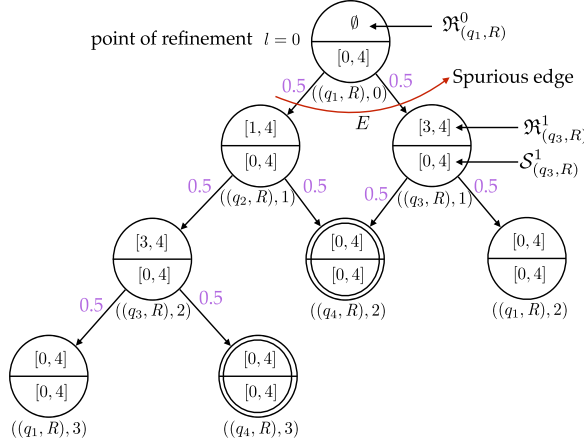 ∅
ℜ⁰_(q₁,R)
point of refinement l = 0
[0, 4]
0.5 0.5
((q₁, R), 0)
Spurious edge
E
[1, 4]
[3, 4]
ℜ¹_(q₃,R)
[0, 4]
[0, 4]
𝒮¹_(q₃,R)
0.5 0.5 0.5 0.5
((q₂, R), 1)
((q₃, R), 1)
[3, 4]
[0, 4]
[0, 4]
[0, 4]
[0, 4]
[0, 4]
0.5 0.5
((q₃, R), 2)
((q₄, R), 2)
((q₁, R), 2)
[0, 4]
[0, 4]
[0, 4]
[0, 4]
((q₁, R), 3)
((q₄, R), 3)